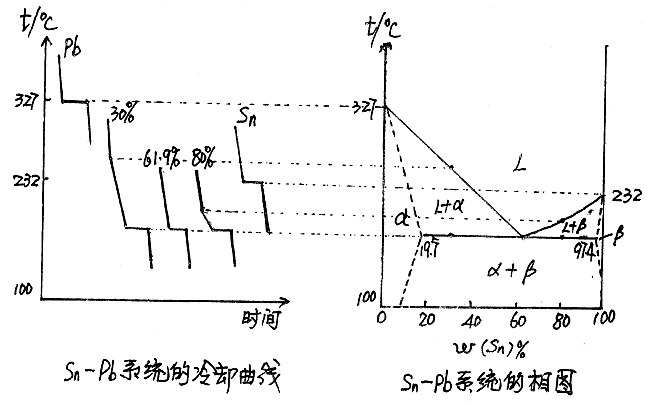 t/℃
Pb
327
30%
Sn
61.9%
80%
232
100
时间
Sn-Pb系统的冷却曲线
t/℃
327
L
232
L+α
α
L+β
β
19.5
97.4
α+β
100
0
20
40
60
80
100
w(Sn)%
Sn-Pb系统的相图